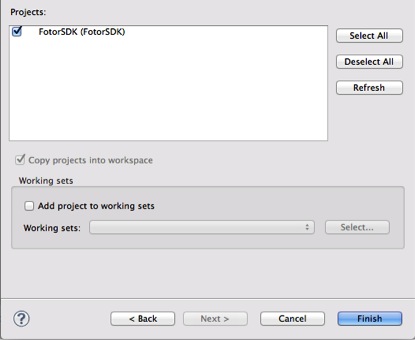 Projects:
FotorSDK (FotorSDK)
Select All
Deselect All
Refresh
Copy projects into workspace
Working sets
Add project to working sets
Working sets:
Select...
?
< Back
Next >
Cancel
Finish